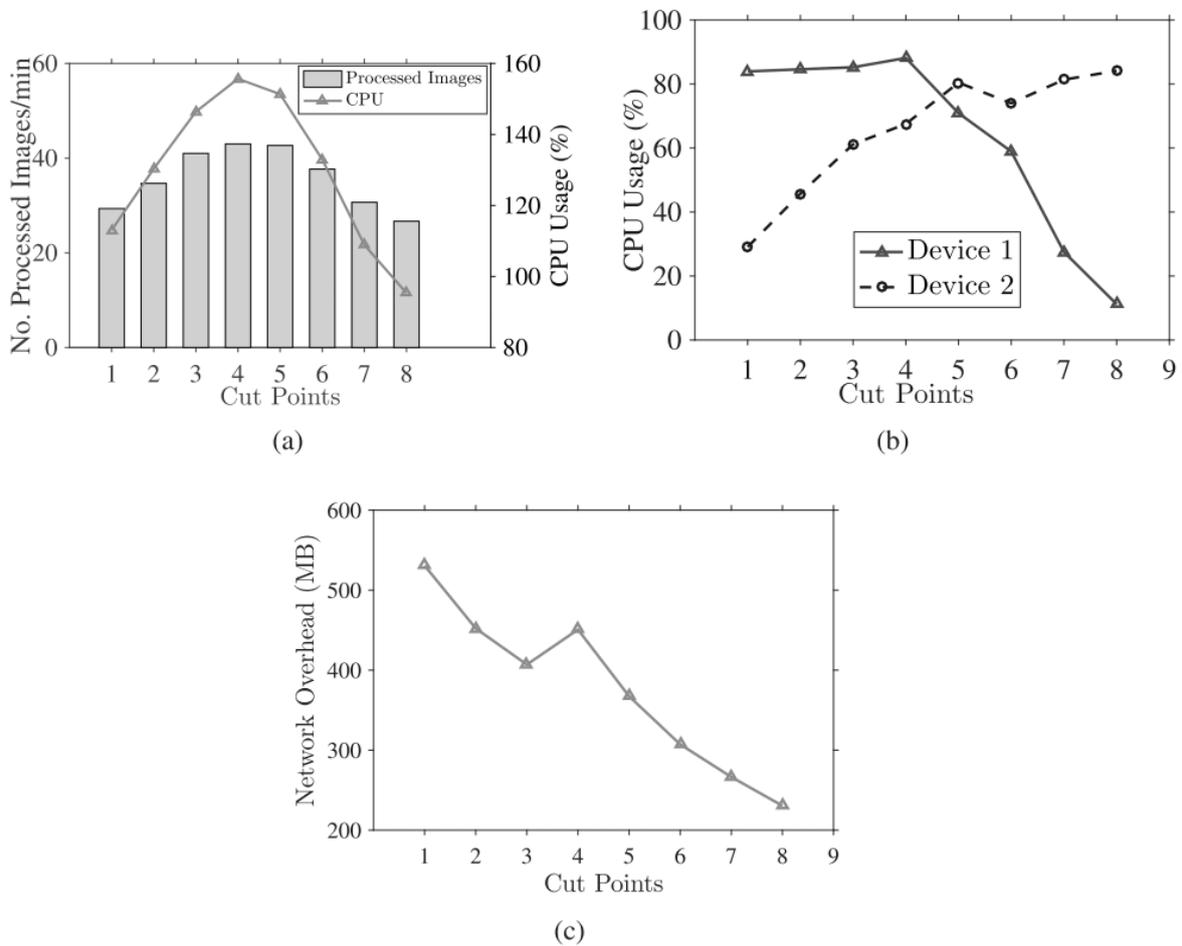 60
40
20
0
No. Processed Images/min
Processed Images
CPU
160
140
120
100
80
CPU Usage (%)
1 2 3 4 5 6 7 8
Cut Points
(a)
100
80
60
40
20
0
CPU Usage (%)
Device 1
Device 2
1 2 3 4 5 6 7 8 9
Cut Points
(b)
600
500
400
300
200
Network Overhead (MB)
1 2 3 4 5 6 7 8 9
Cut Points
(c)